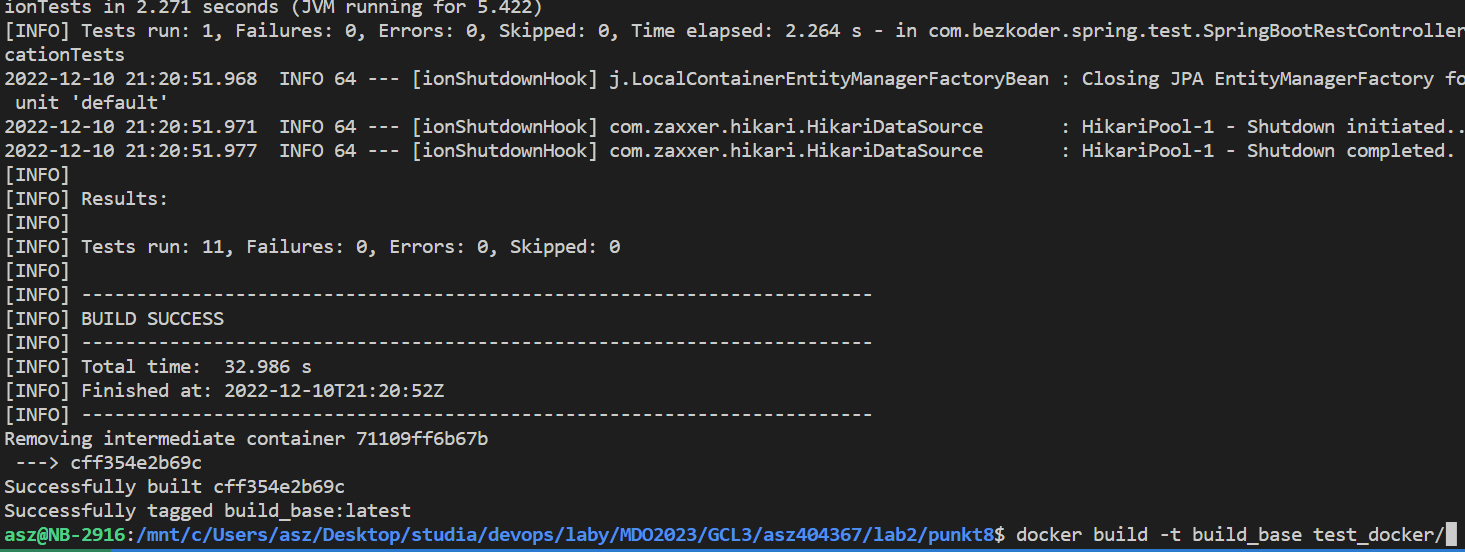 ionTests in 2.271 seconds (JVM running for 5.422)
[INFO] Tests run: 1, Failures: 0, Errors: 0, Skipped: 0, Time elapsed: 2.264 s - in com.bezkoder.spring.test.SpringBootRestController
cationTests
2022-12-10 21:20:51.968  INFO 64 --- [ionShutdownHook] j.LocalContainerEntityManagerFactoryBean : Closing JPA EntityManagerFactory fo
 unit 'default'
2022-12-10 21:20:51.971  INFO 64 --- [ionShutdownHook] com.zaxxer.hikari.HikariDataSource       : HikariPool-1 - Shutdown initiated..
2022-12-10 21:20:51.977  INFO 64 --- [ionShutdownHook] com.zaxxer.hikari.HikariDataSource       : HikariPool-1 - Shutdown completed.
[INFO]
[INFO] Results:
[INFO]
[INFO] Tests run: 11, Failures: 0, Errors: 0, Skipped: 0
[INFO]
[INFO] ------------------------------------------------------------------------
[INFO] BUILD SUCCESS
[INFO] ------------------------------------------------------------------------
[INFO] Total time:  32.986 s
[INFO] Finished at: 2022-12-10T21:20:52Z
[INFO] ------------------------------------------------------------------------
Removing intermediate container 71109ff6b67b
 ---> cff354e2b69c
Successfully built cff354e2b69c
Successfully tagged build_base:latest
asz@NB-2916:/mnt/c/Users/asz/Desktop/studia/devops/laby/MDO2023/GCL3/asz404367/lab2/punkt8$ docker build -t build_base test_docker/